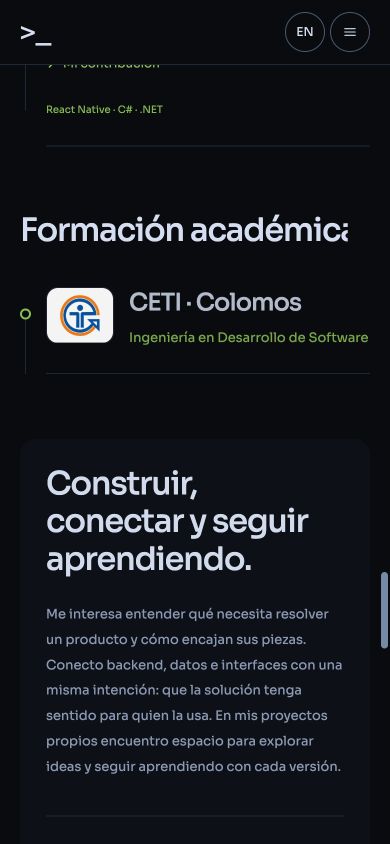 >_
EN
Mi contribución
React Native · C# · .NET
Formación académica
CETI · Colomos
Ingeniería en Desarrollo de Software
Construir,
conectar y seguir
aprendiendo.
Me interesa entender qué necesita resolver
un producto y cómo encajan sus piezas.
Conecto backend, datos e interfaces con una
misma intención: que la solución tenga
sentido para quien la usa. En mis proyectos
propios encuentro espacio para explorar
ideas y seguir aprendiendo con cada versión.